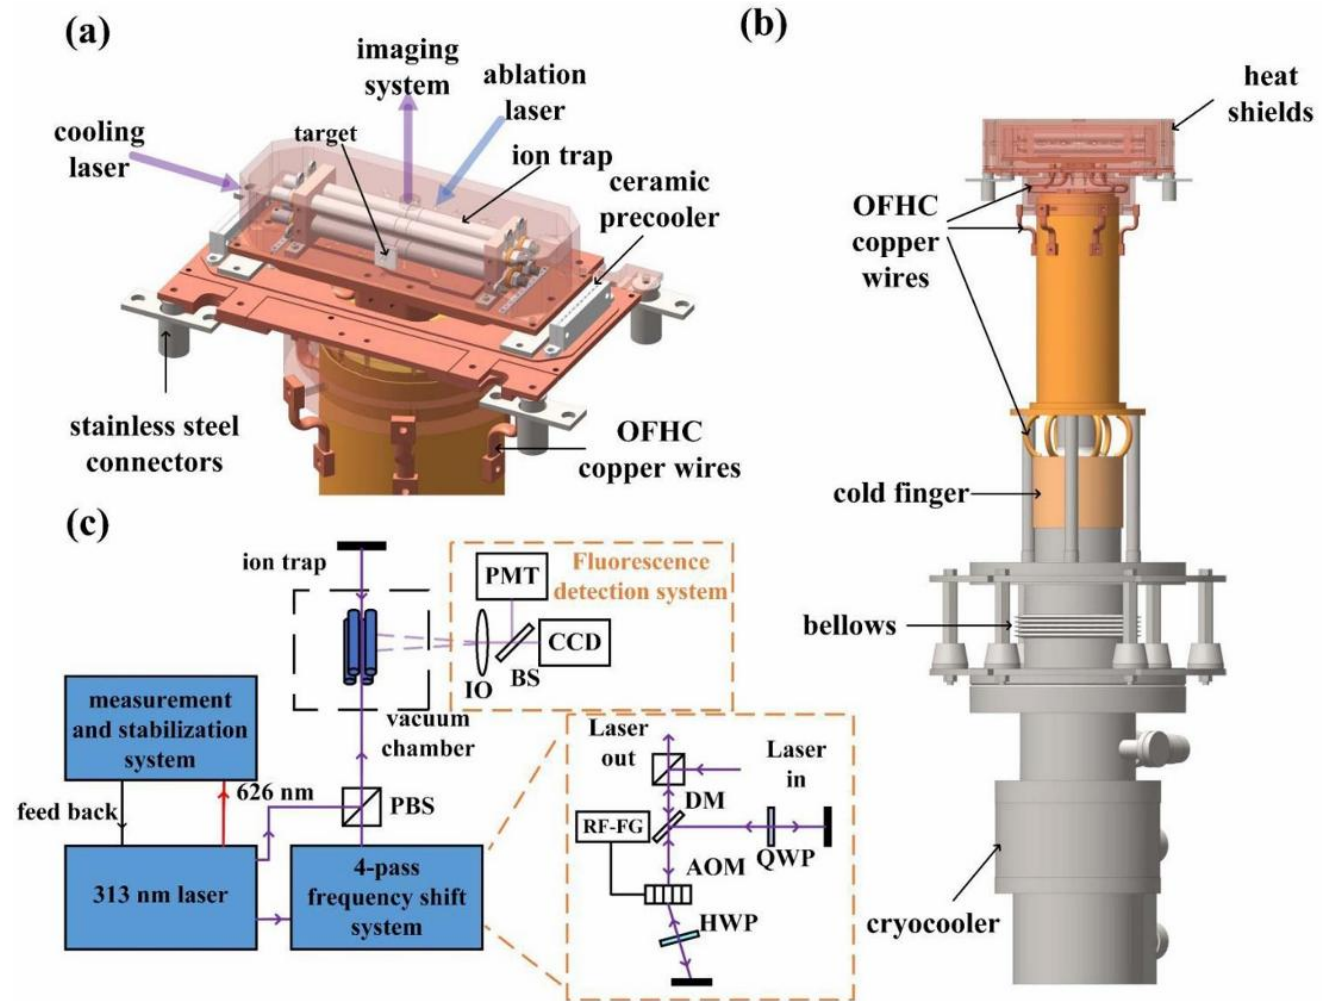 (a)
imaging
system
ablation
laser
cooling
laser
target
ion trap
ceramic
precooler
stainless steel
connectors
OFHC
copper wires
(b)
heat
shields
OFHC
copper
wires
cold finger
bellows
cryocooler
(c)
ion trap
vacuum
chamber
PMT
Fluorescence
detection system
CCD
IO
BS
measurement
and stabilization
system
feed back
626 nm
PBS
313 nm laser
4-pass
frequency shift
system
Laser
out
Laser
in
DM
RF-FG
QWP
AOM
HWP